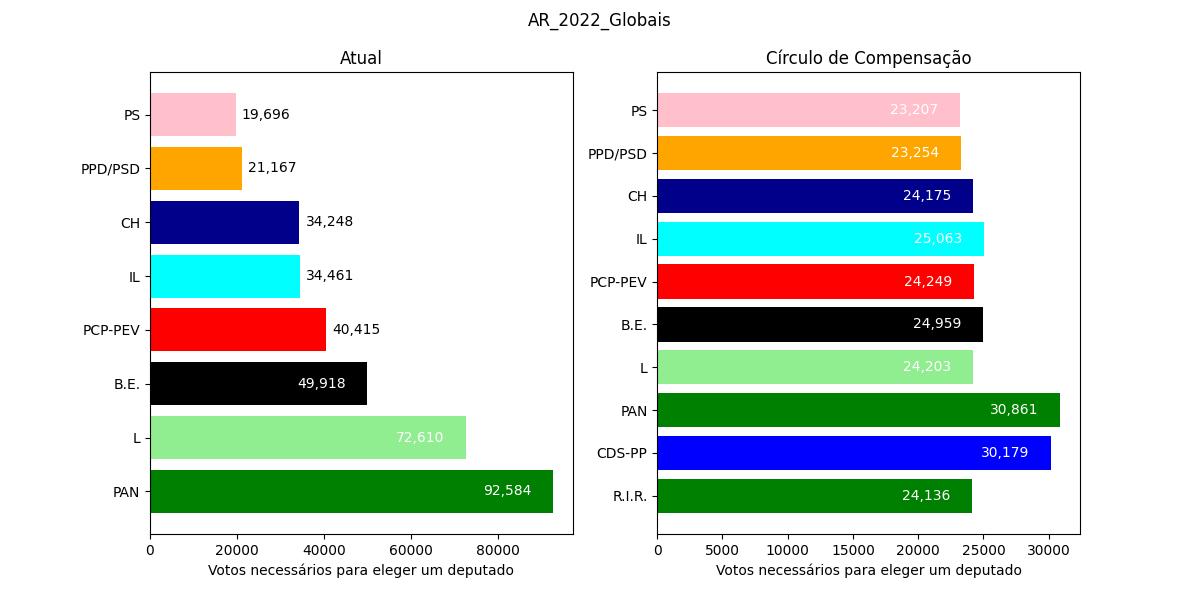 AR_2022_Globais
Atual
PS
19,696
PPD/PSD
21,167
CH
34,248
IL
34,461
PCP-PEV
40,415
B.E.
49,918
L
72,610
PAN
92,584
0 20000 40000 60000 80000
Votos necessários para eleger um deputado
Círculo de Compensação
PS
23,207
PPD/PSD
23,254
CH
24,175
IL
25,063
PCP-PEV
24,249
B.E.
24,959
L
24,203
PAN
30,861
CDS-PP
30,179
R.I.R.
24,136
0 5000 10000 15000 20000 25000 30000
Votos necessários para eleger um deputado